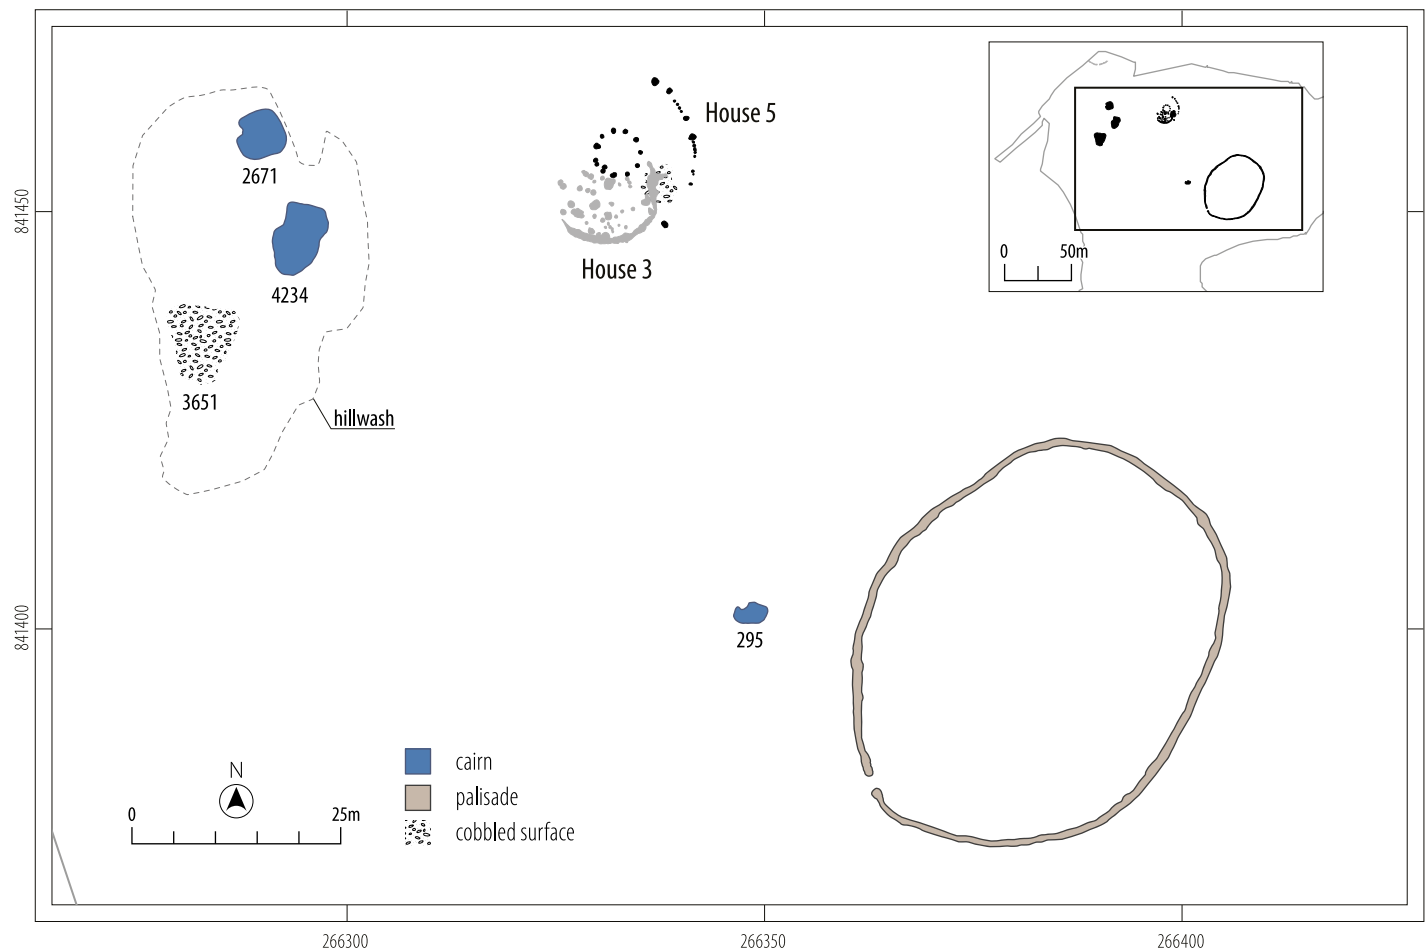 House 5
2671
841450
0 50m
House 3
4234
3651
hillwash
841400
295
N
0 25m
cairn
palisade
cobbled surface
266300 266350 266400